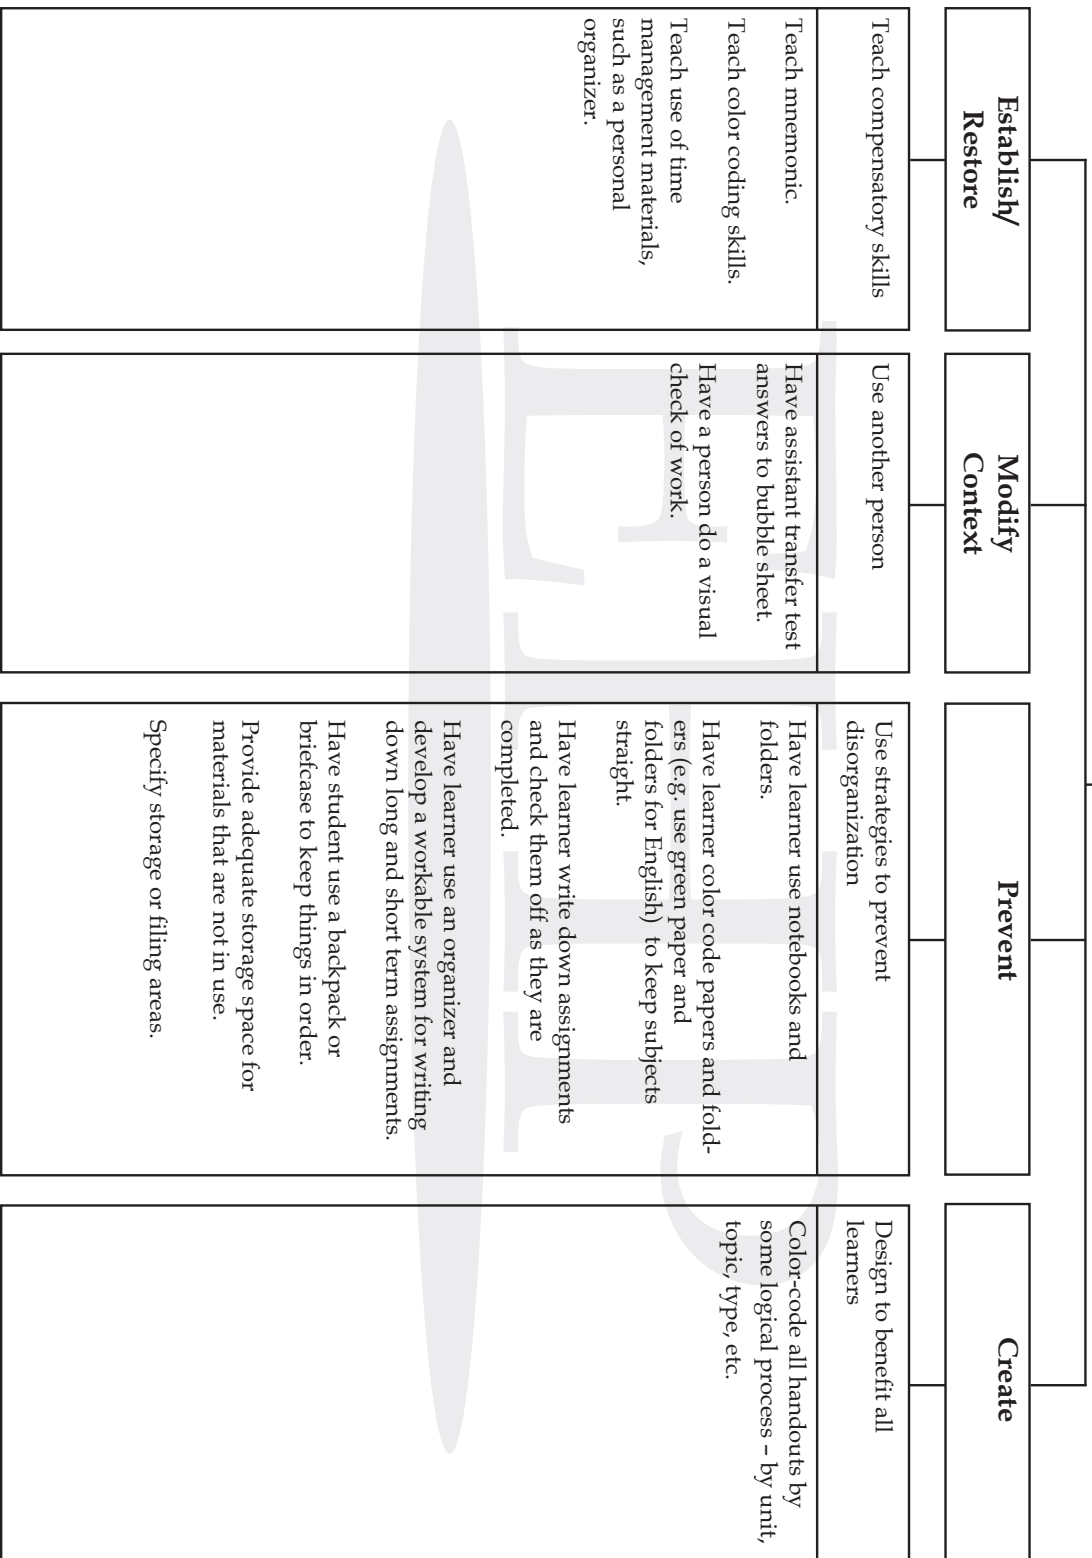 Establish/
Restore
Teach compensatory skills
Teach mnemonic.
Teach color coding skills.
Teach use of time
management materials,
such as a personal
organizer.
Modify
Context
Use another person
Have assistant transfer test
answers to bubble sheet.
Have a person do a visual
check of work.
Prevent
Use strategies to prevent
disorganization
Have learner use notebooks and
folders.
Have learner color code papers and fold-
ers (e.g. use green paper and
folders for English) to keep subjects
straight.
Have learner write down assignments
and check them off as they are
completed.
Have learner use an organizer and
develop a workable system for writing
down long and short term assignments.
Have student use a backpack or
briefcase to keep things in order.
Provide adequate storage space for
materials that are not in use.
Specify storage or filing areas.
Create
Design to benefit all
learners
Color-code all handouts by
some logical process – by unit,
topic, type, etc.